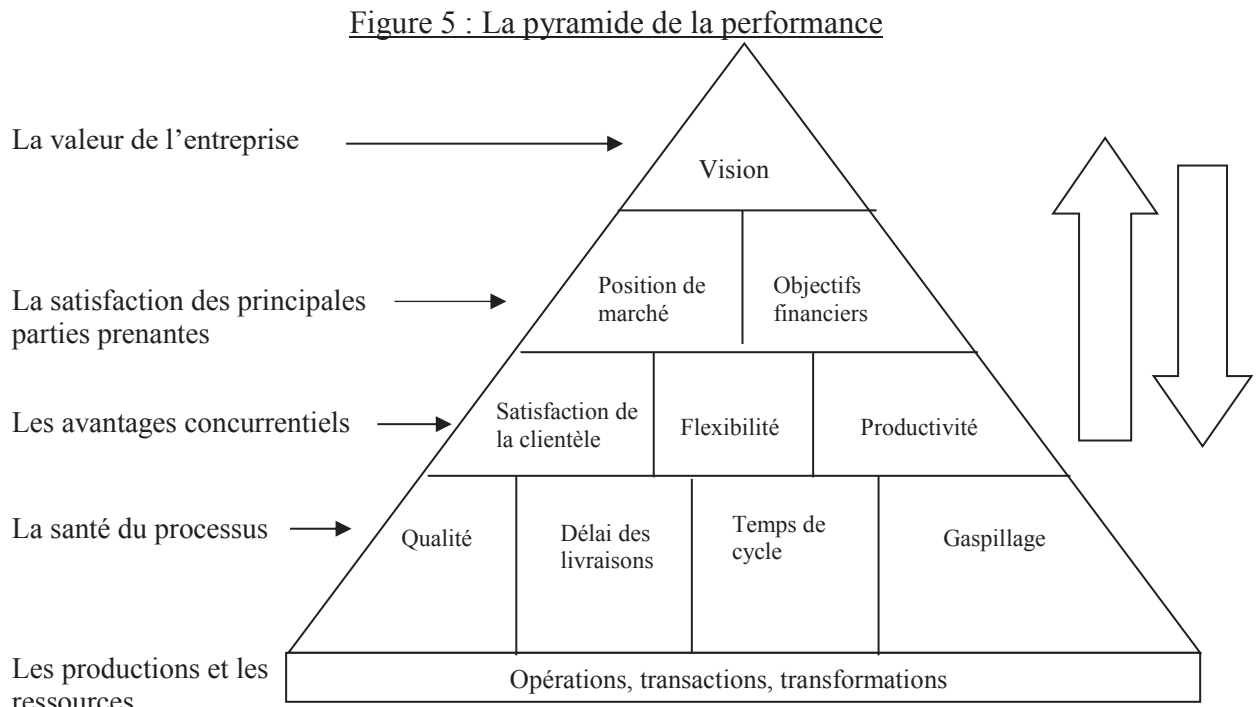 Figure 5 : La pyramide de la performance
La valeur de l'entreprise
Vision
La satisfaction des principales
parties prenantes
Position de
marché
Objectifs
financiers
Les avantages concurrentiels
Satisfaction de
la clientèle
Flexibilité
Productivité
La santé du processus
Qualité
Délai des
livraisons
Temps de
cycle
Gaspillage
Les productions et les
ressources
Opérations, transactions, transformations